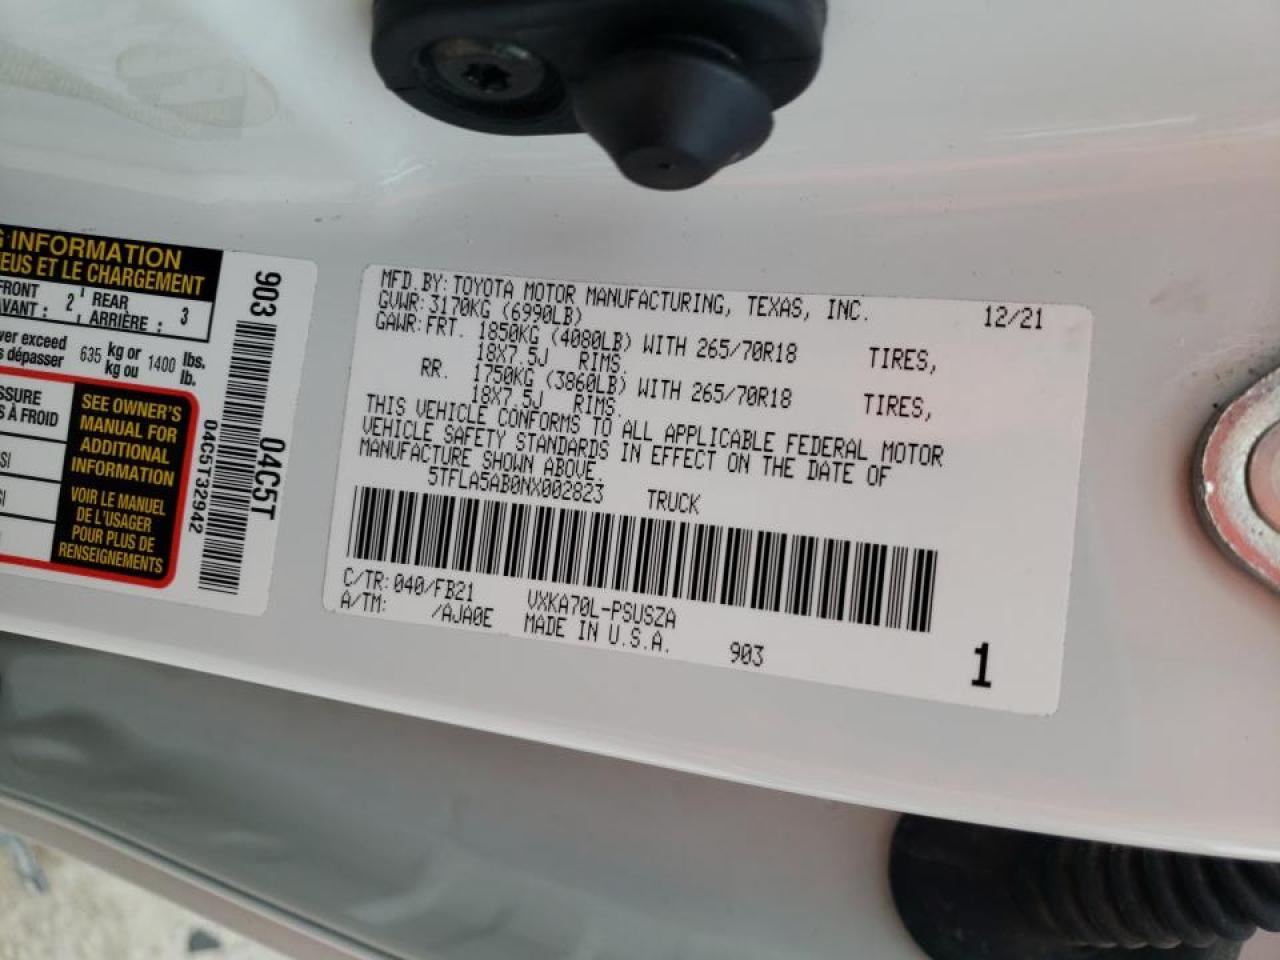 G INFORMATION
EUS ET LE CHARGEMENT
FRONT 2 REAR 3
AVANT : ARRIÈRE :
ver exceed 635 kg or 1400 lbs.
s dépasser kg ou lb.
SSURE
S À FROID
SI
SI
SEE OWNER'S
MANUAL FOR
ADDITIONAL
INFORMATION
VOIR LE MANUEL
DE L'USAGER
POUR PLUS DE
RENSEIGNEMENTS
903
04C5T
04C5T32942
MFD.BY: TOYOTA MOTOR MANUFACTURING, TEXAS, INC. 12/21
GVWR: 3170KG (6990LB)
GAWR: FRT. 1850KG (4080LB) WITH 265/70R18 TIRES,
18X7.5J RIMS.
RR. 1750KG (3860LB) WITH 265/70R18 TIRES,
18X7.5J RIMS.
THIS VEHICLE CONFORMS TO ALL APPLICABLE FEDERAL MOTOR
VEHICLE SAFETY STANDARDS IN EFFECT ON THE DATE OF
MANUFACTURE SHOWN ABOVE.
5TFLA5AB0NX002823 TRUCK
C/TR: 040/FB21 VXKA70L-PSUSZA
A/TM: /AJA0E MADE IN U.S.A. 903
1